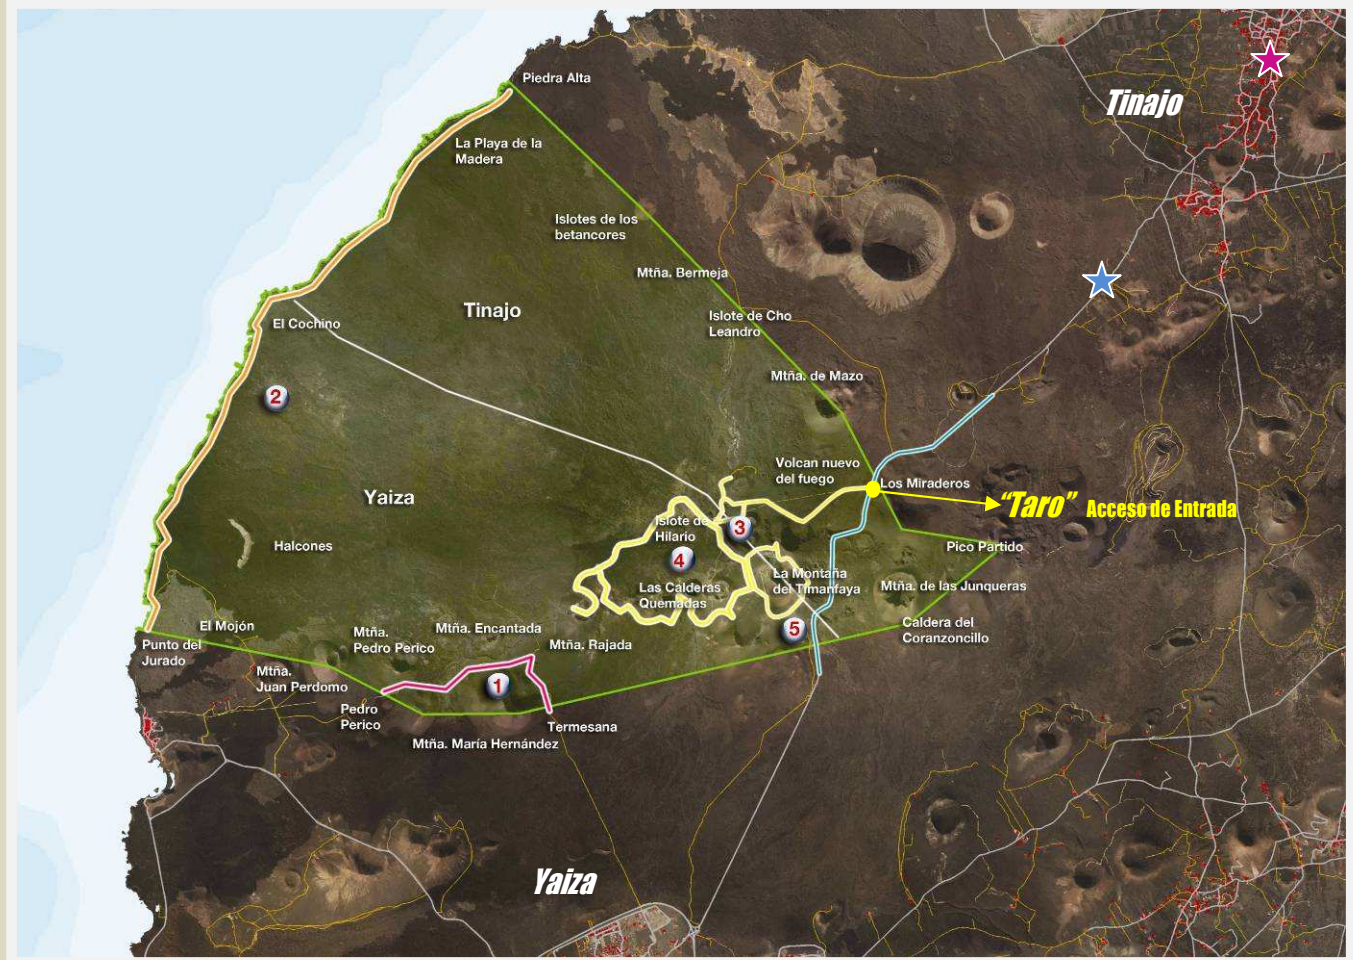 Piedra Alta
Tinajo
La Playa de la
Madera
Islotes de los
betancores
Mtña. Bermeja
Tinajo
El Cochino
Islote de Cho
Leandro
Mtña. de Mazo
2
Volcan nuevo
del fuego
Los Miraderos
Yaiza
"Taro" Acceso de Entrada
Islote de
Hilario
3
Halcones
Pico Partido
4
La Montaña
del Timanfaya
Las Calderas
Quemadas
Mtña. de las Junqueras
El Mojón
Mtña.
Pedro Perico
Mtña. Encantada
5
Caldera del
Coranzoncillo
Punto del
Jurado
Mtña. Rajada
Mtña.
Juan Perdomo
1
Pedro
Perico
Termesana
Mtña. María Hernández
Yaiza